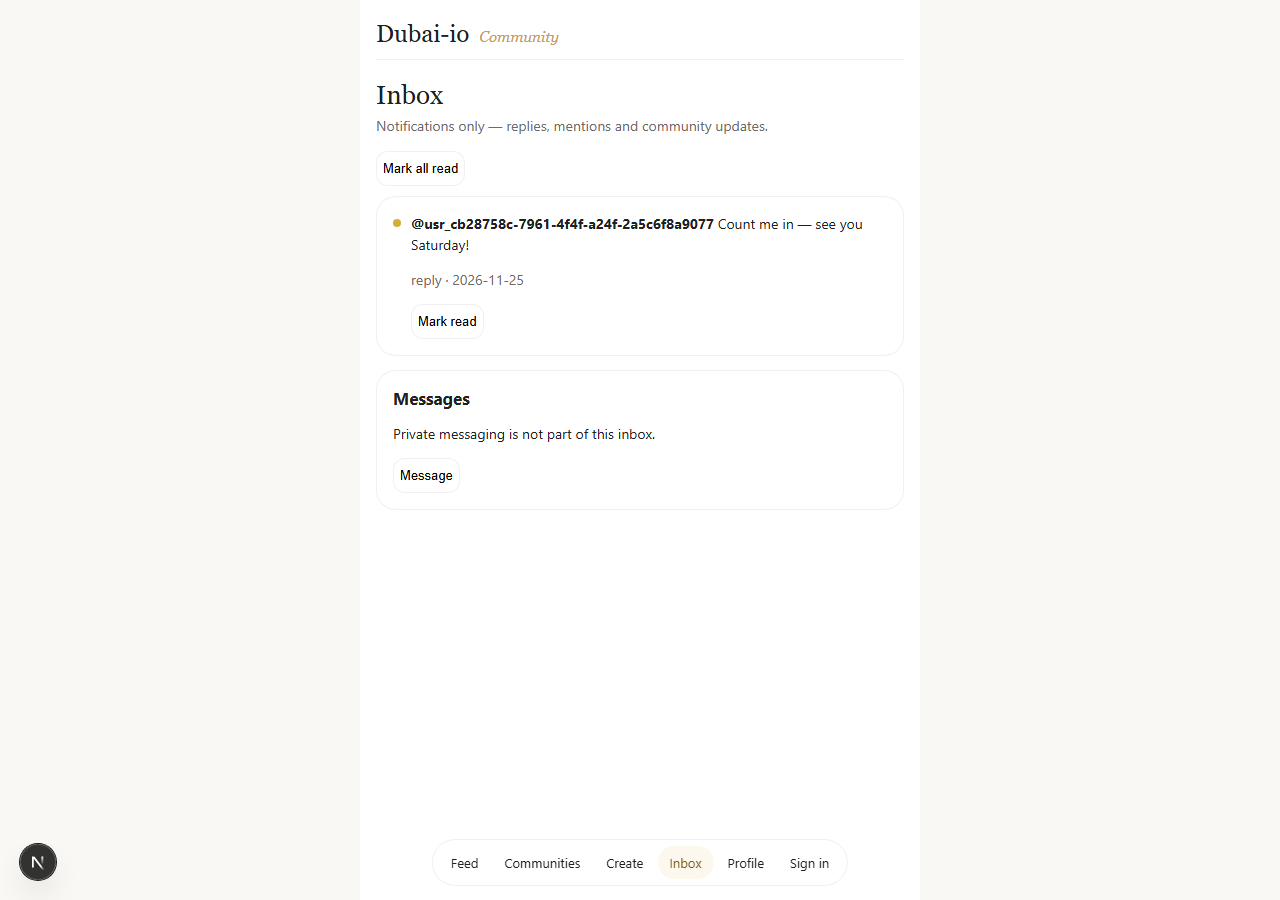 Dubai-io Community
Inbox
Notifications only — replies, mentions and community updates.
Mark all read
@usr_cb28758c-7961-4f4f-a24f-2a5c6f8a9077 Count me in — see you
Saturday!
reply · 2026-11-25
Mark read
Messages
Private messaging is not part of this inbox.
Message
N
Feed Communities Create Inbox Profile Sign in